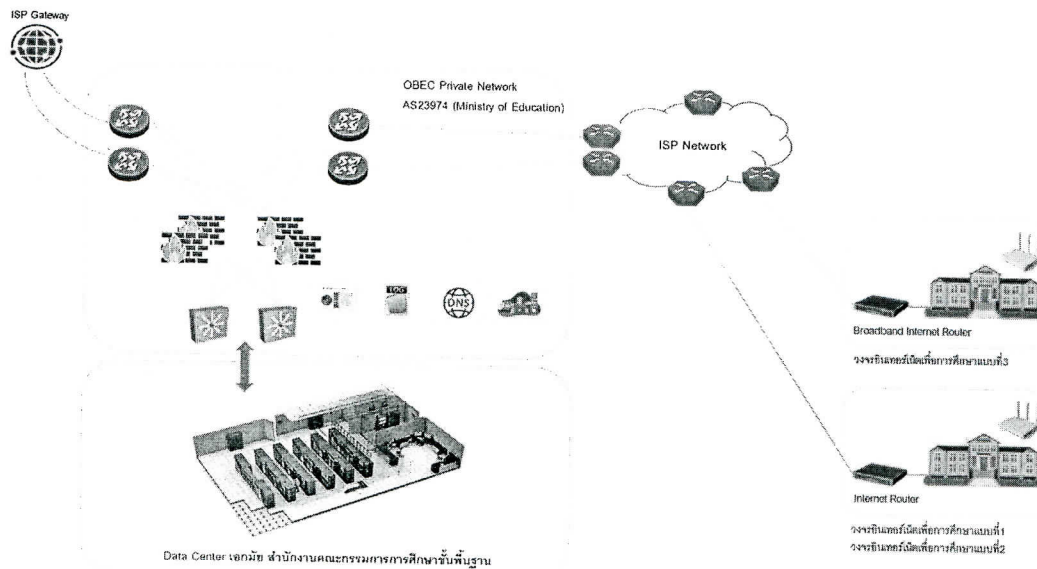 ISP Gateway
OBEC Private Network
AS23974 (Ministry of Education)
ISP Network
LOG
DNS
Broadband Internet Router
วงจรอินเทอร์เน็ตเพื่อการศึกษาแบบที่3
Internet Router
วงจรอินเทอร์เน็ตเพื่อการศึกษาแบบที่1
วงจรอินเทอร์เน็ตเพื่อการศึกษาแบบที่2
Data Center เอกมัย สำนักงานคณะกรรมการการศึกษาขั้นพื้นฐาน